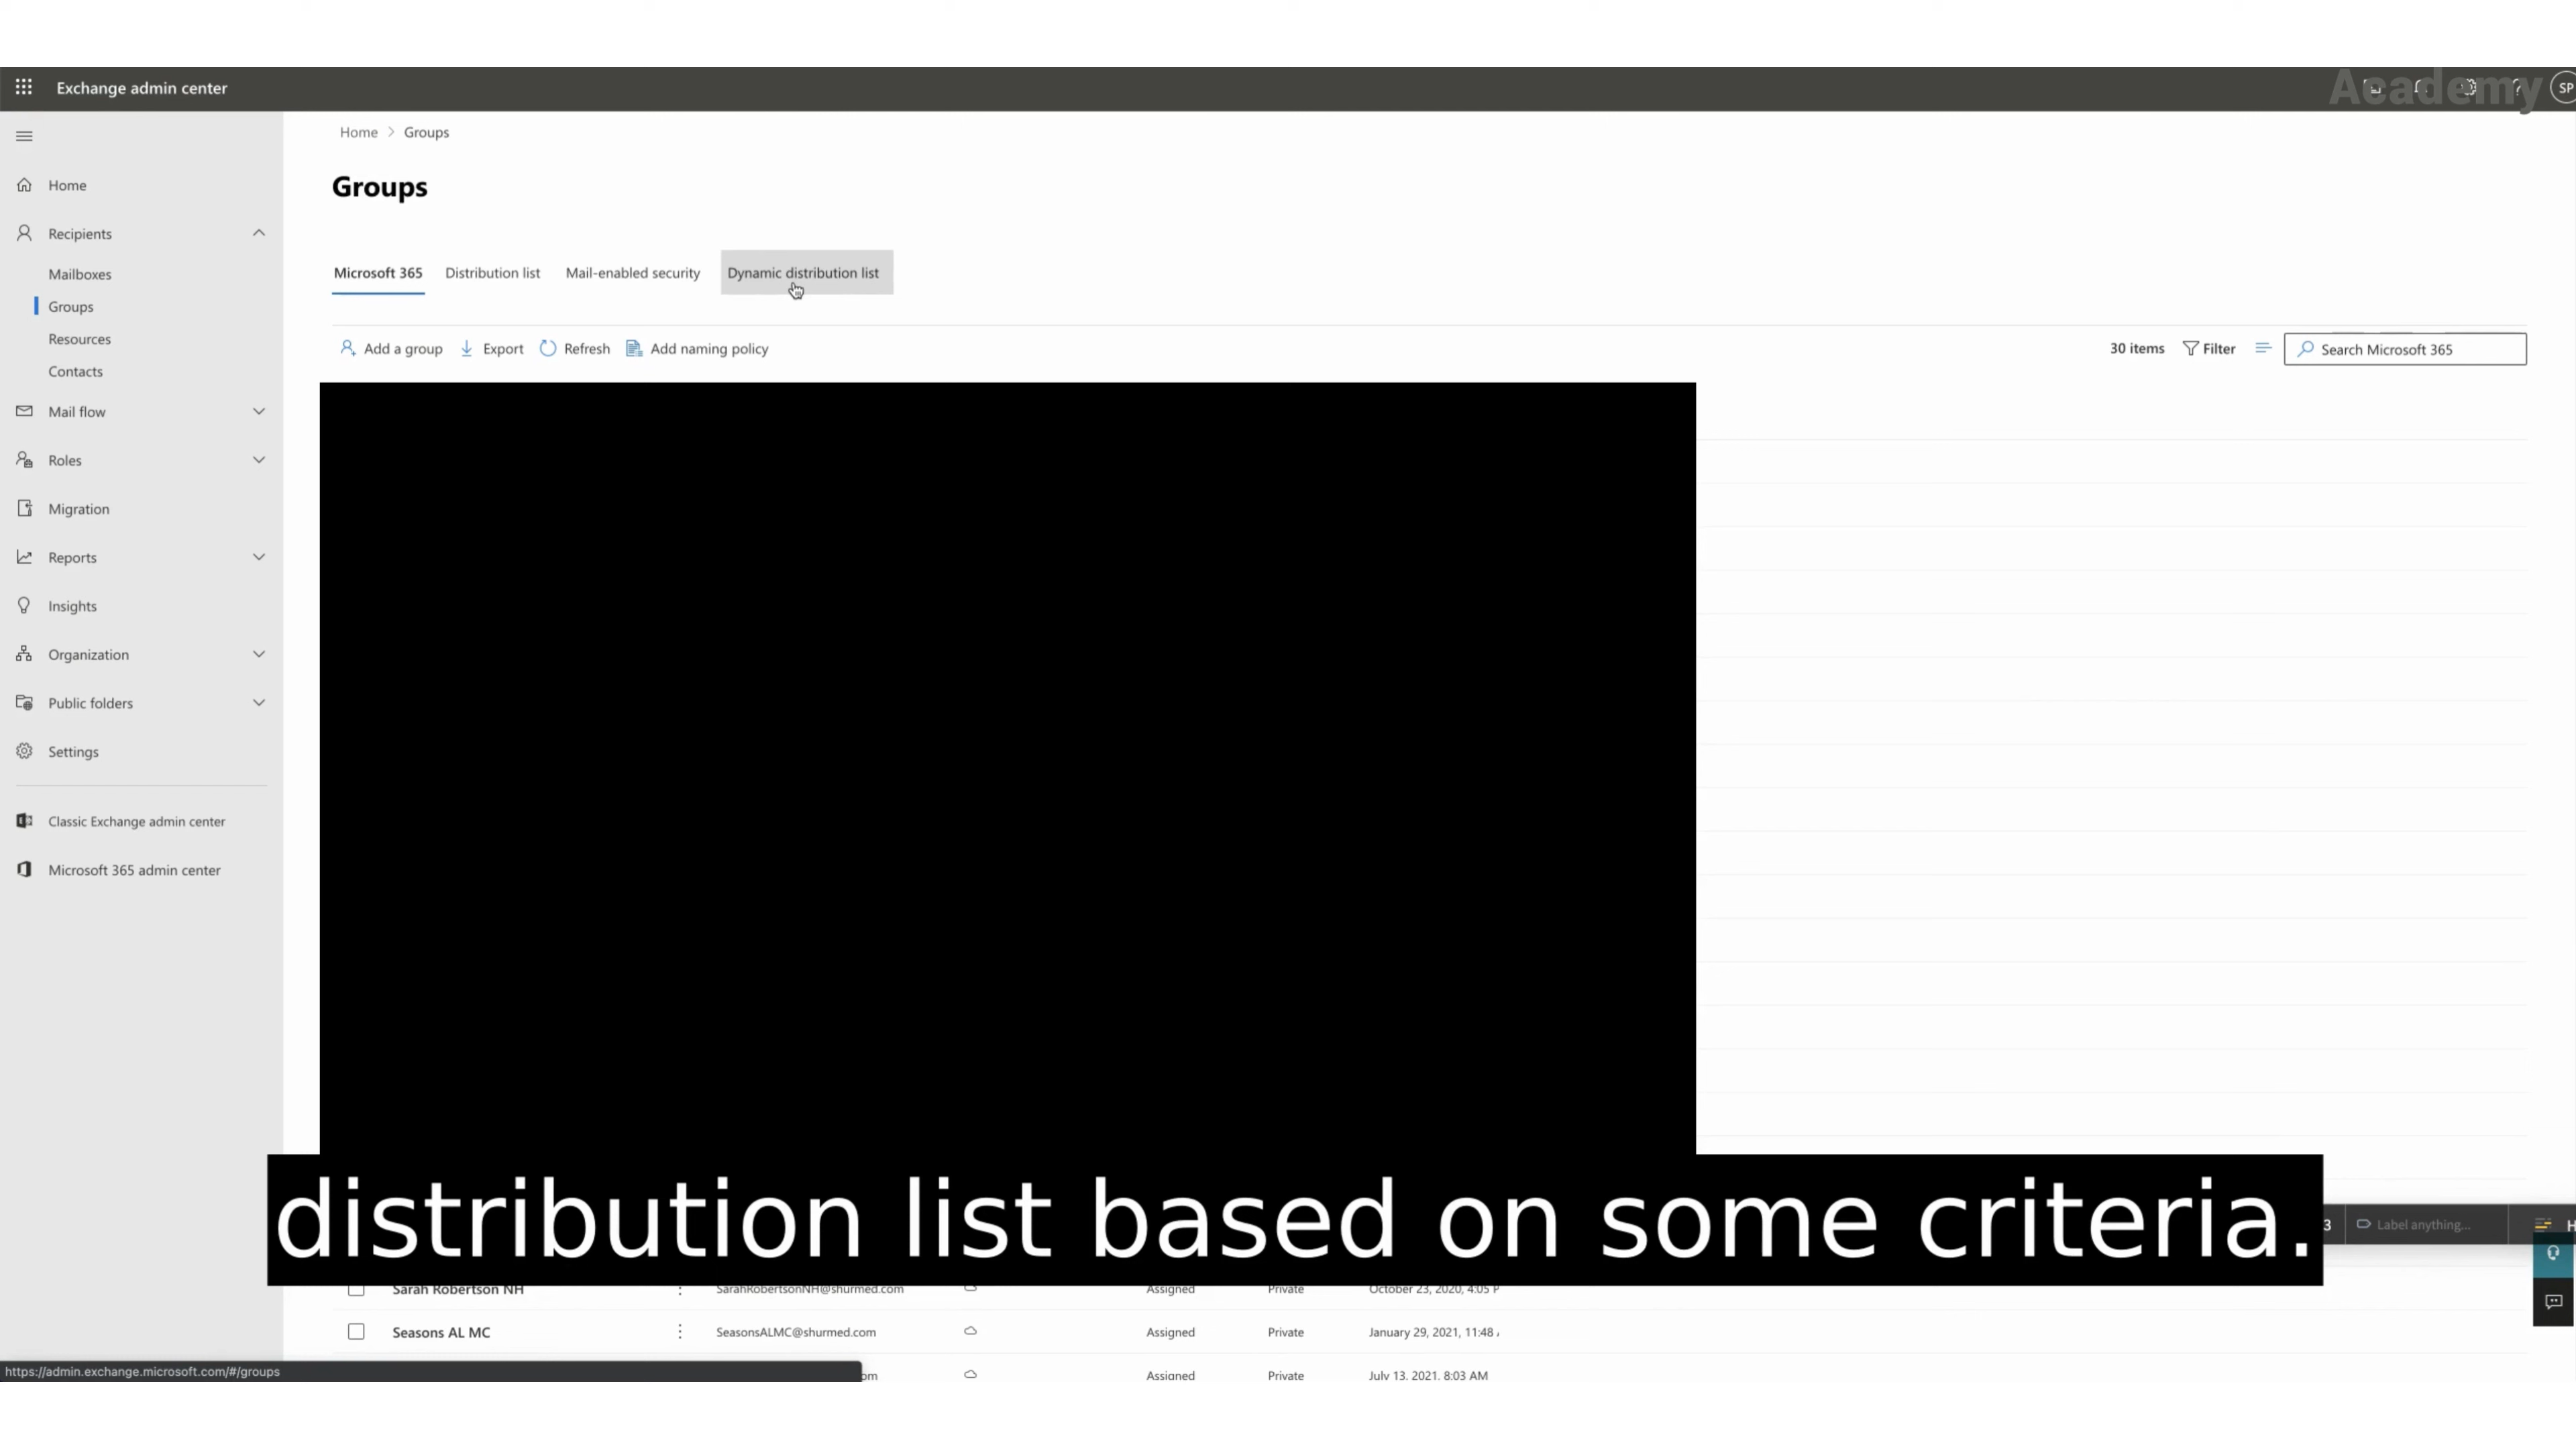 Exchange admin center
Academy
SP
Home > Groups
Groups
Home
Recipients
Mailboxes
Groups
Resources
Contacts
Mail flow
Roles
Migration
Reports
Insights
Organization
Public folders
Settings
Classic Exchange admin center
Microsoft 365 admin center
Microsoft 365 Distribution list Mail-enabled security Dynamic distribution list
Add a group Export Refresh Add naming policy 30 items Filter Search Microsoft 365
distribution list based on some criteria.
3 Label anything... H
Sarah Robertson NH SarahRobertsonNH@shurmed.com Assigned Private October 23, 2020, 4:05 P
Seasons AL MC SeasonsALMC@shurmed.com Assigned Private January 29, 2021, 11:48
om Assigned Private July 13, 2021, 8:03 AM
https://admin.exchange.microsoft.com/#/groups